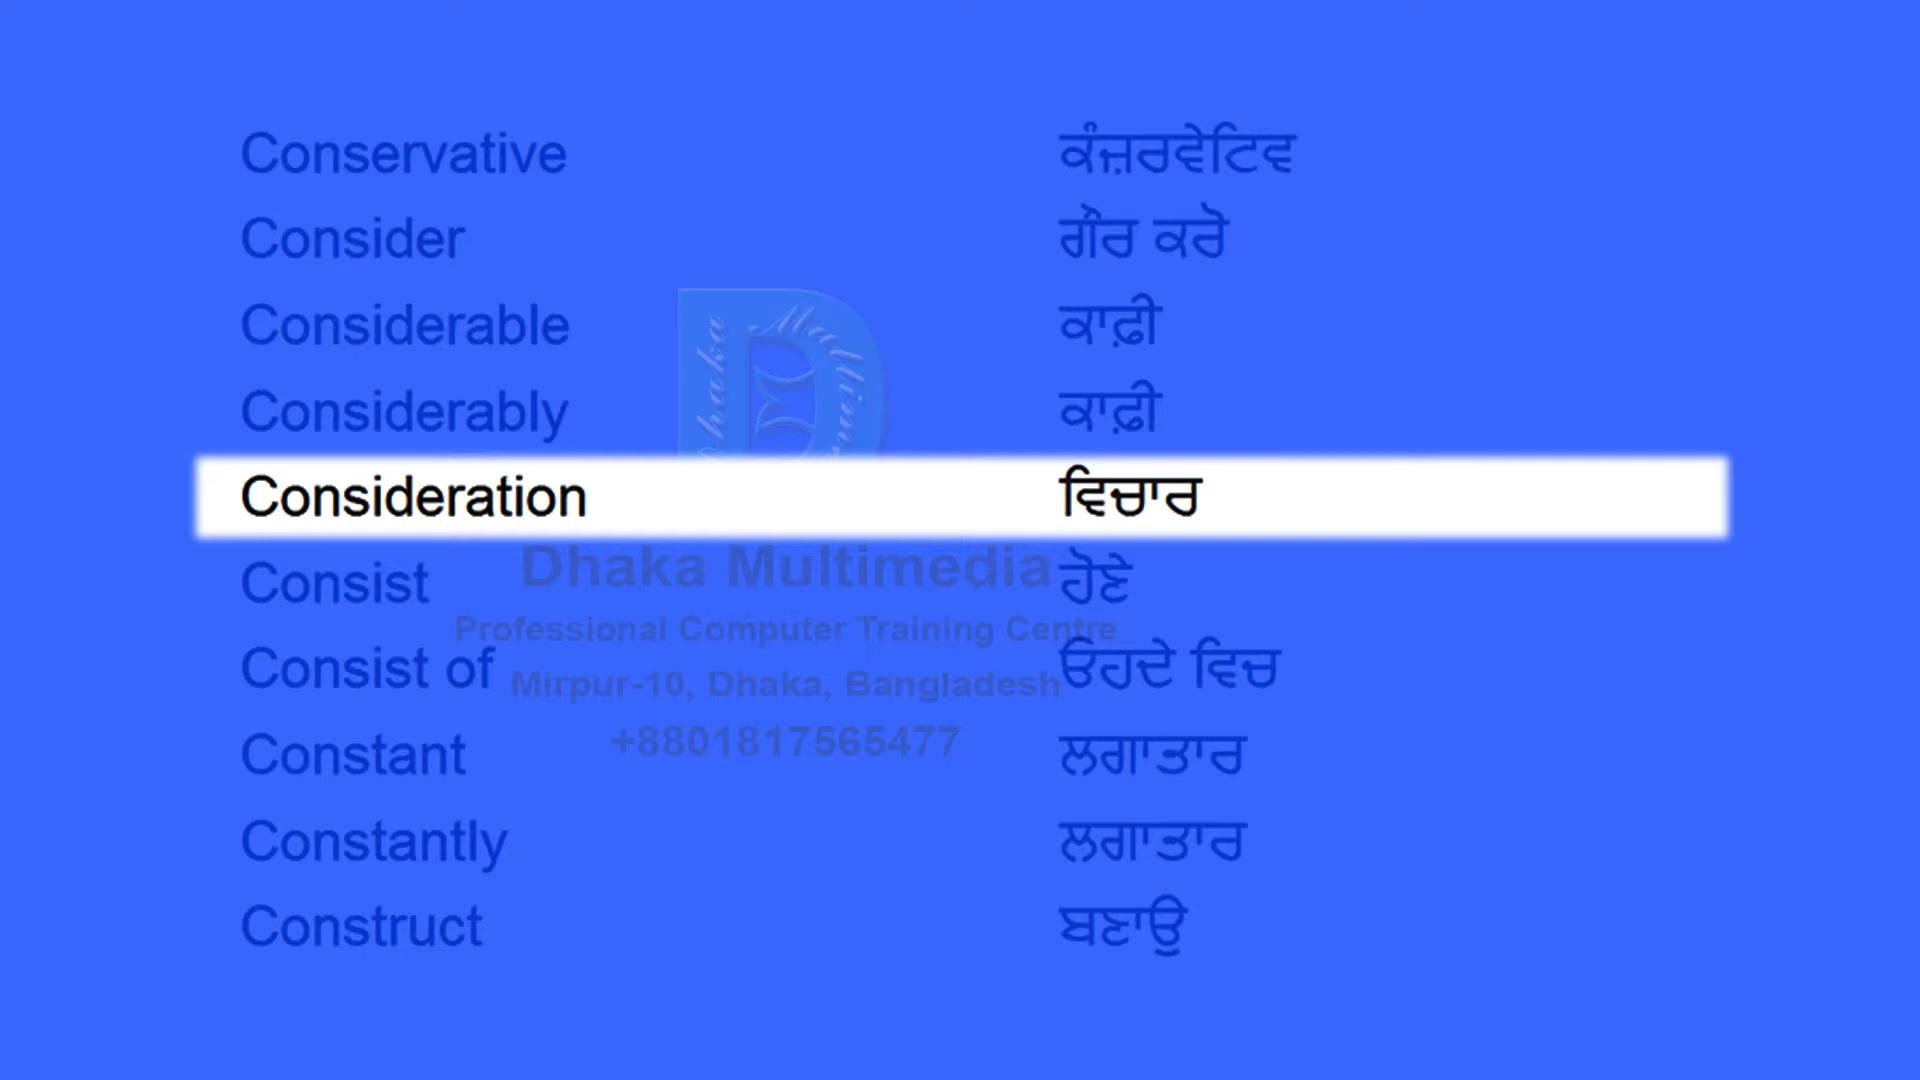 Conservative ਕੰਜ਼ਰਵੇਟਿਵ
Consider ਗੌਰ ਕਰੋ
Considerable ਕਾਫ਼ੀ
Considerably ਕਾਫ਼ੀ
Consideration ਵਿਚਾਰ
Consist ਹੋਣੇ
Consist of ਓਹਦੇ ਵਿਚ
Constant ਲਗਾਤਾਰ
Constantly ਲਗਾਤਾਰ
Construct ਬਣਾਉ
Dhaka
D
Dhaka Multimedia
Professional Computer Training Centre
Mirpur-10, Dhaka, Bangladesh
+8801817565477